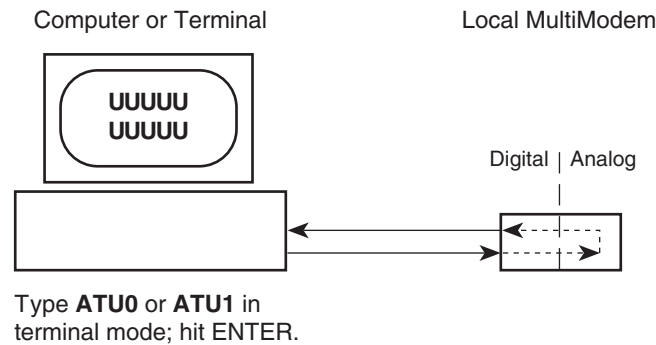 Computer or Terminal
Local MultiModem
UUUUU
UUUUU
Digital | Analog
Type ATU0 or ATU1 in
terminal mode; hit ENTER.